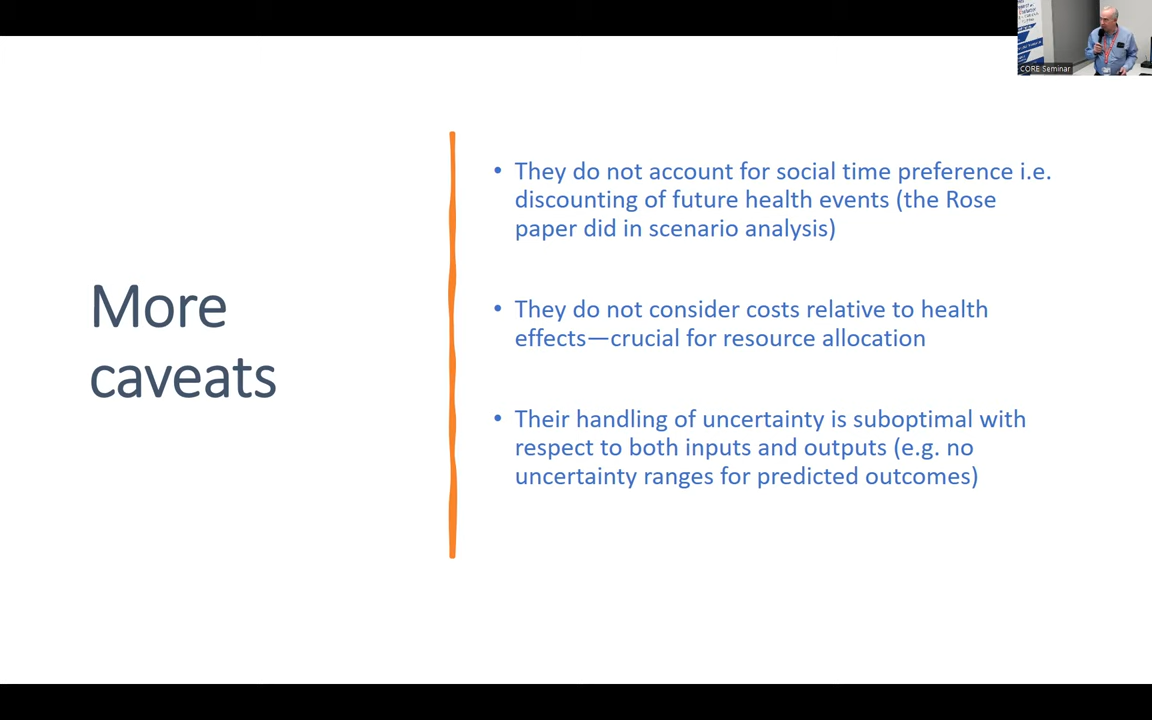 CORE Seminar
More
caveats
• They do not account for social time preference i.e.
discounting of future health events (the Rose
paper did in scenario analysis)
• They do not consider costs relative to health
effects—crucial for resource allocation
• Their handling of uncertainty is suboptimal with
respect to both inputs and outputs (e.g. no
uncertainty ranges for predicted outcomes)